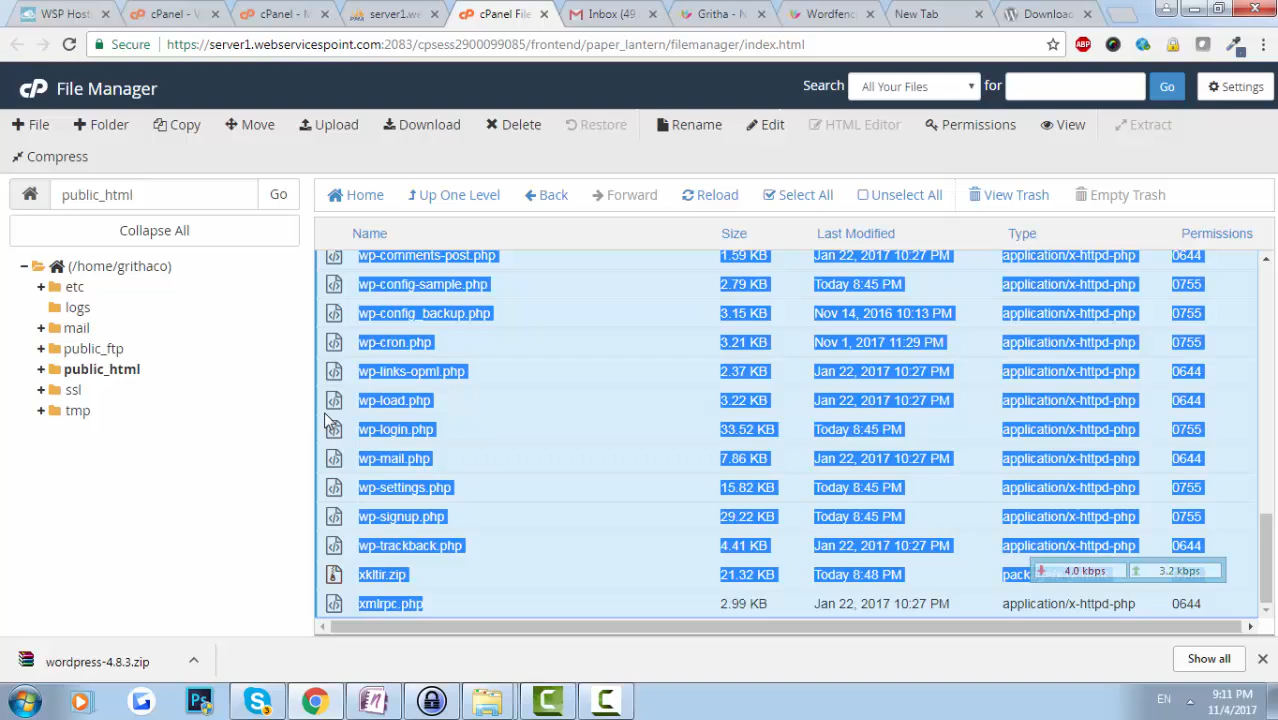 WSP Host:
cPanel - V
cPanel - M
server1.we
cPanel File
Inbox (49
Gritha - N
Wordfenc
New Tab
Downloac
Secure
https://server1.webservicespoint.com:2083/cpsess2900099085/frontend/paper_lantern/filemanager/index.html
ABP
cP File Manager
Search All Your Files for Go Settings
File Folder Copy Move Upload Download Delete Restore Rename Edit HTML Editor Permissions View Extract
Compress
public_html Go
Home Up One Level Back Forward Reload Select All Unselect All View Trash Empty Trash
Collapse All
(/home/grithaco)
etc
logs
mail
public_ftp
public_html
ssl
tmp
Name Size Last Modified Type Permissions
wp-comments-post.php 1.59 KB Jan 22, 2017 10:27 PM application/x-httpd-php 0644
wp-config-sample.php 2.79 KB Today 8:45 PM application/x-httpd-php 0755
wp-config_backup.php 3.15 KB Nov 14, 2016 10:13 PM application/x-httpd-php 0755
wp-cron.php 3.21 KB Nov 1, 2017 11:29 PM application/x-httpd-php 0755
wp-links-opml.php 2.37 KB Jan 22, 2017 10:27 PM application/x-httpd-php 0644
wp-load.php 3.22 KB Jan 22, 2017 10:27 PM application/x-httpd-php 0644
wp-login.php 33.52 KB Today 8:45 PM application/x-httpd-php 0755
wp-mail.php 7.86 KB Jan 22, 2017 10:27 PM application/x-httpd-php 0644
wp-settings.php 15.82 KB Today 8:45 PM application/x-httpd-php 0755
wp-signup.php 29.22 KB Today 8:45 PM application/x-httpd-php 0755
wp-trackback.php 4.41 KB Jan 22, 2017 10:27 PM application/x-httpd-php 0644
xkltir.zip 21.32 KB Today 8:48 PM pack
4.0 kbps 3.2 kbps
xmlrpc.php 2.99 KB Jan 22, 2017 10:27 PM application/x-httpd-php 0644
wordpress-4.8.3.zip
Show all
EN
9:11 PM
11/4/2017